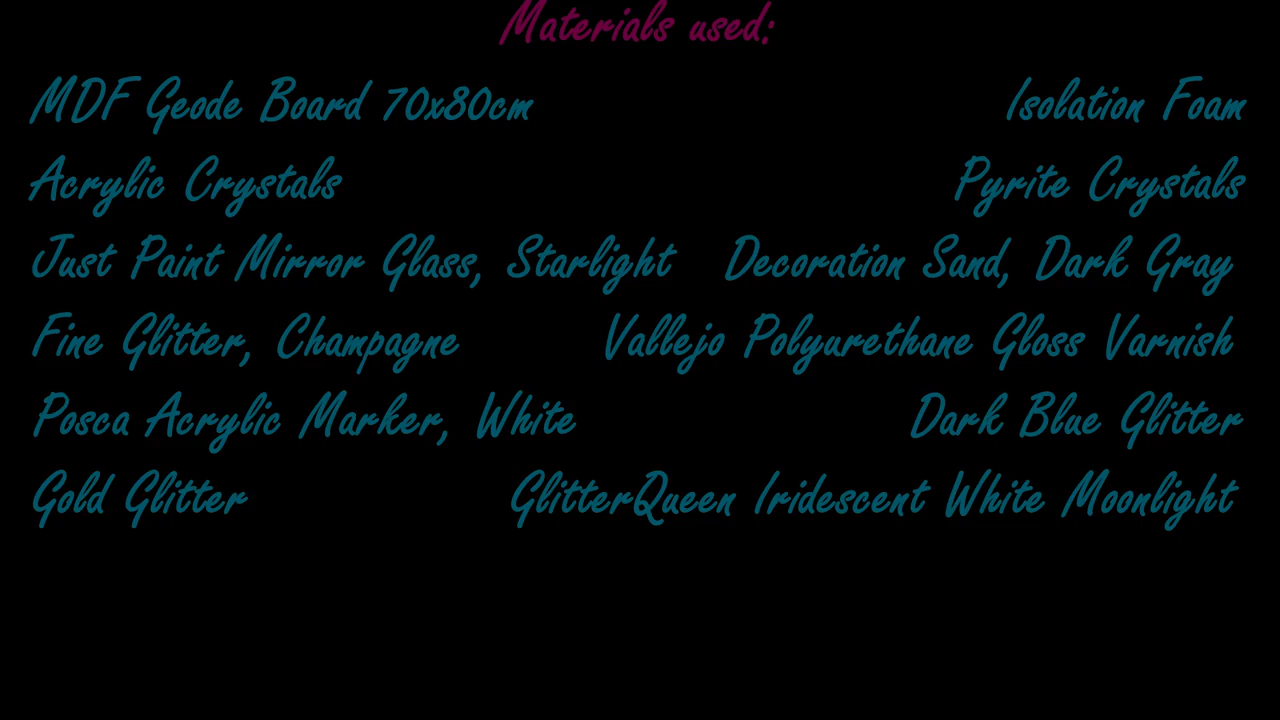 Materials used:
MDF Geode Board 70x80cm Isolation Foam
Acrylic Crystals Pyrite Crystals
Just Paint Mirror Glass, Starlight Decoration Sand, Dark Gray
Fine Glitter, Champagne Vallejo Polyurethane Gloss Varnish
Posca Acrylic Marker, White Dark Blue Glitter
Gold Glitter GlitterQueen Iridescent White Moonlight